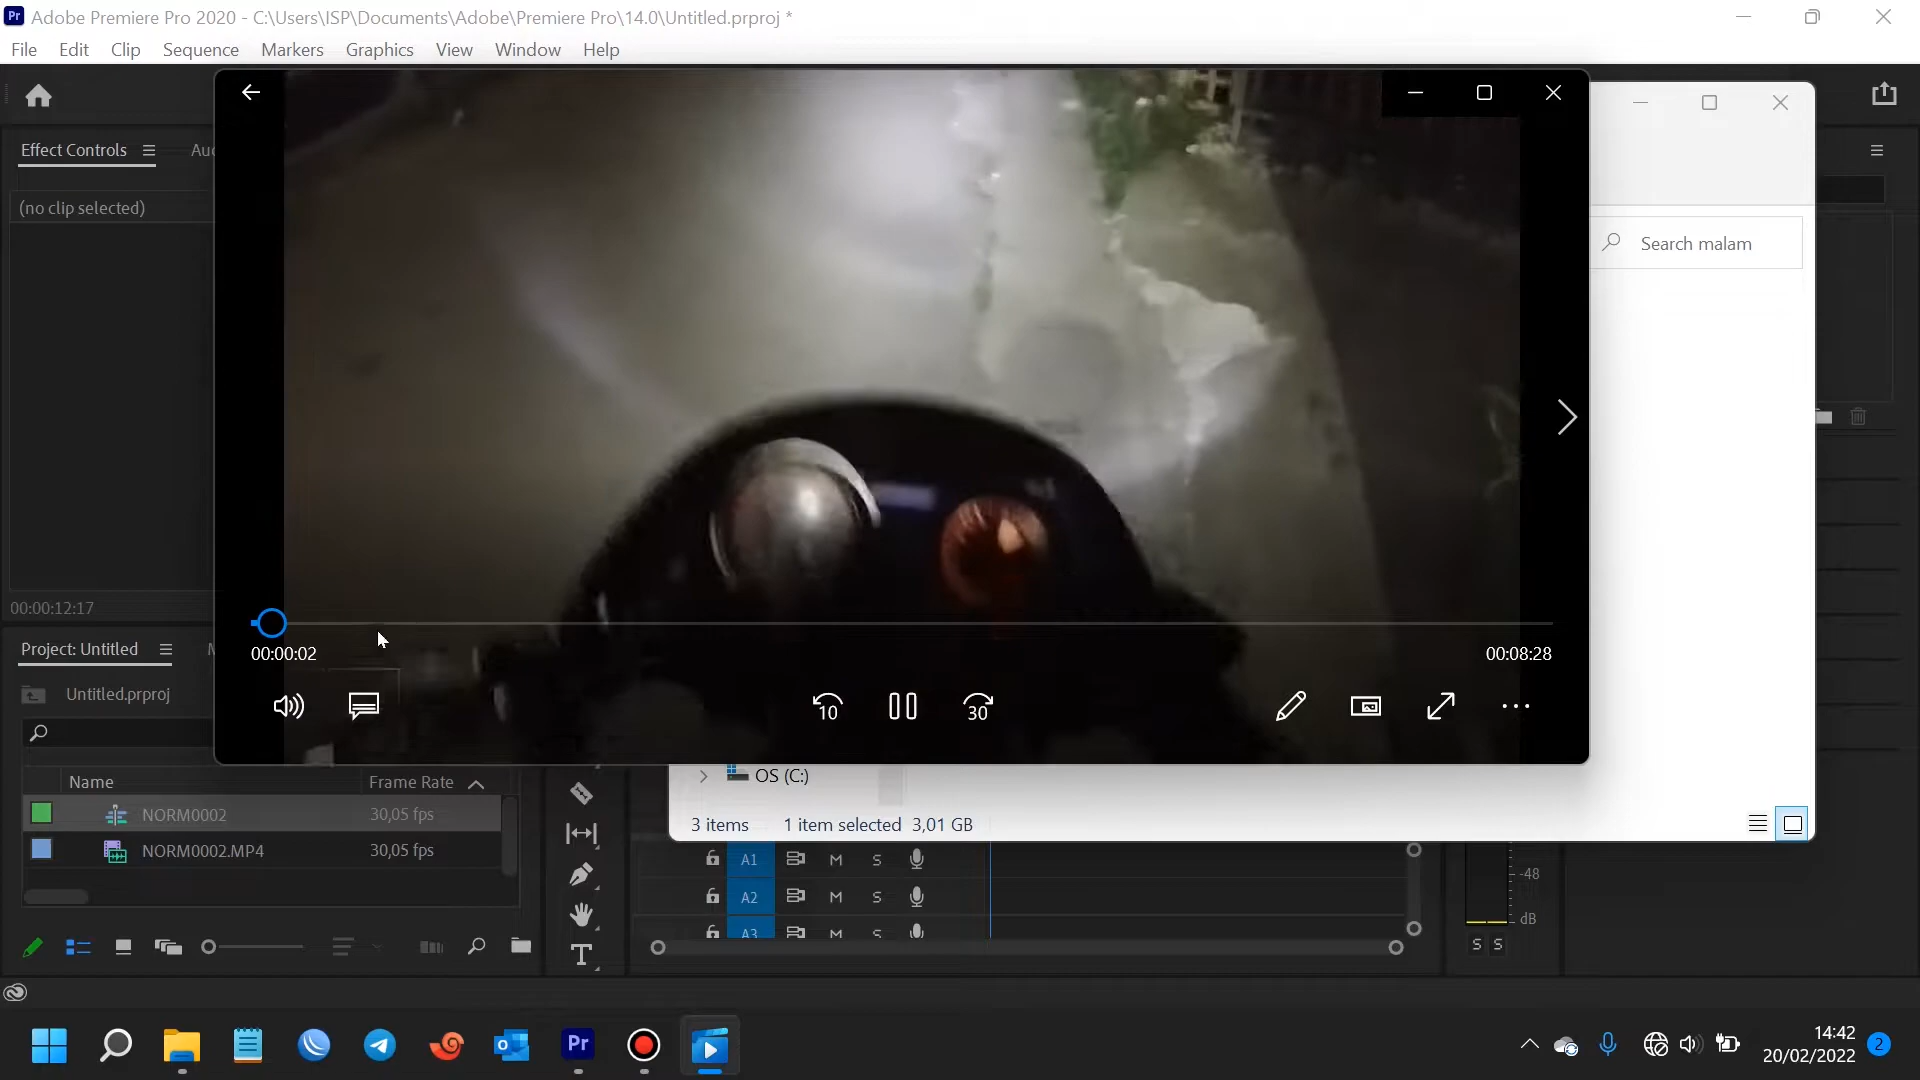 Pr Adobe Premiere Pro 2020 - C:\Users\ISP\Documents\Adobe\Premiere Pro\14.0\Untitled.prproj *
File Edit Clip Sequence Markers Graphics View Window Help
Effect Controls
(no clip selected)
Search malam
00:00:12:17
00:00:02
00:08:28
10
30
Project: Untitled
Untitled.prproj
Name Frame Rate
NORM0002 30,05 fps
NORM0002.MP4 30,05 fps
OS (C:)
3 items 1 item selected 3,01 GB
A1 M S
A2 M S
A3 M S
-48
dB
S S
T
Pr
14:42
20/02/2022
2